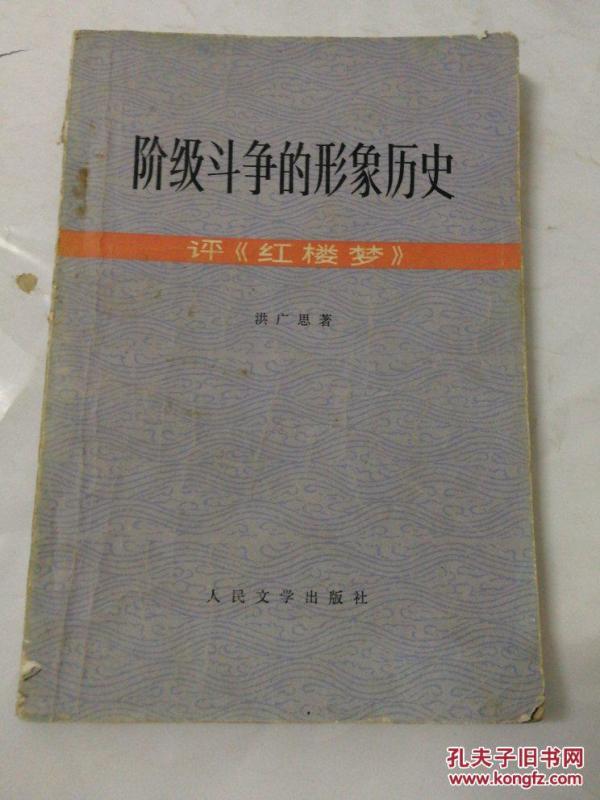 阶级斗争的形象历史
评《红楼梦》
洪广思著
人民文学出版社
孔夫子旧书网
www.kongfz.com